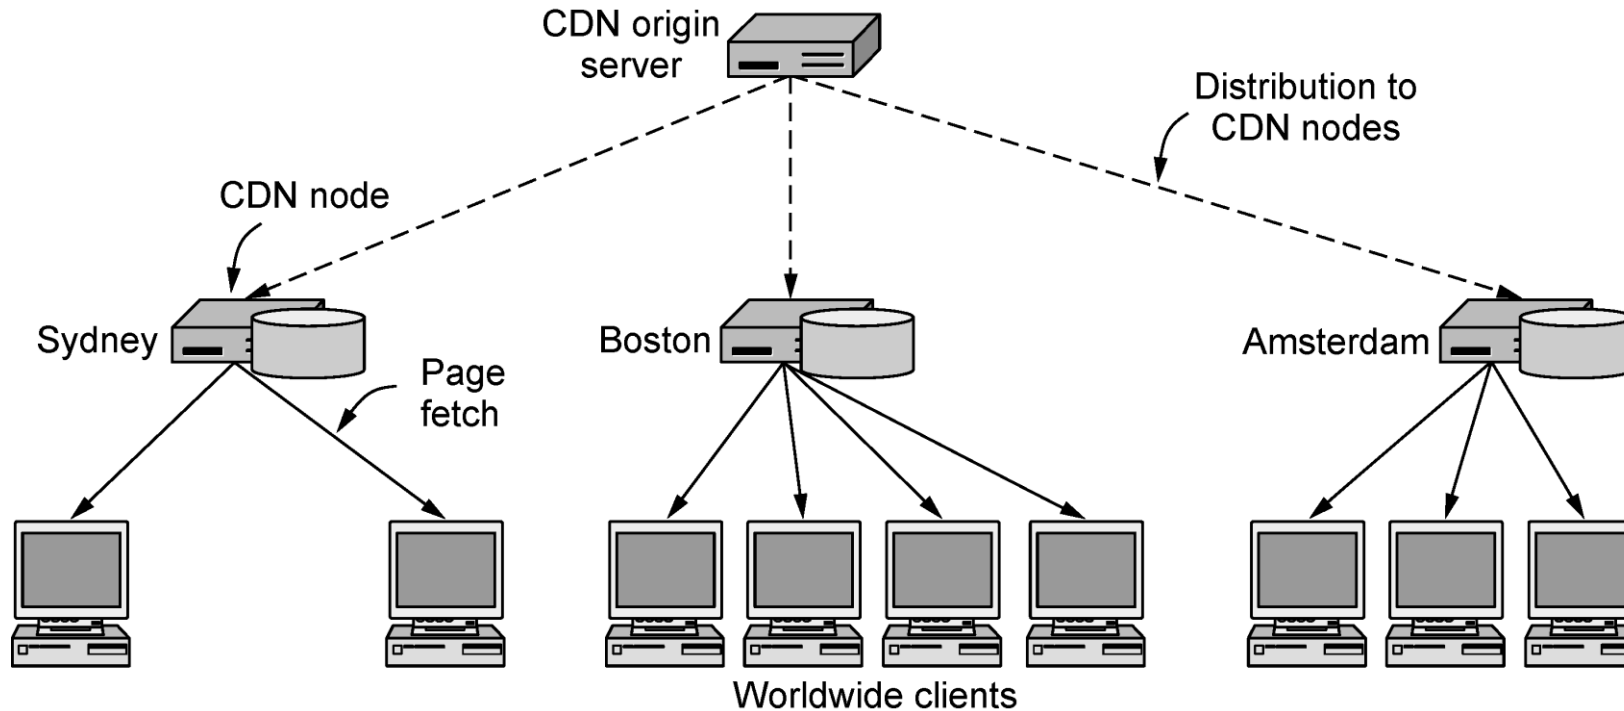 CDN origin
server
Distribution to
CDN nodes
CDN node
Sydney
Boston
Amsterdam
Page
fetch
Worldwide clients